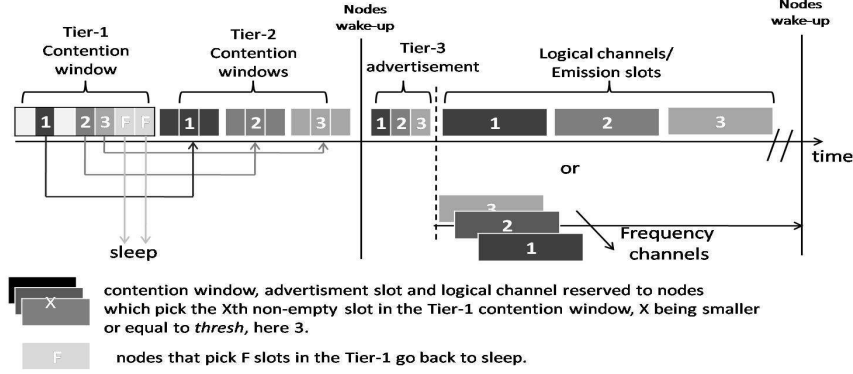 Nodes
wake-up
Nodes
wake-up
Tier-1
Contention
window
Tier-2
Contention
windows
Tier-3
advertisement
Logical channels/
Emission slots
1 2 3 F F 1 2 3 1 2 3 1 2 3
time
or
3
2
1
Frequency
channels
sleep
X
contention window, advertisment slot and logical channel reserved to nodes
which pick the Xth non-empty slot in the Tier-1 contention window, X being smaller
or equal to thresh, here 3.
F
nodes that pick F slots in the Tier-1 go back to sleep.